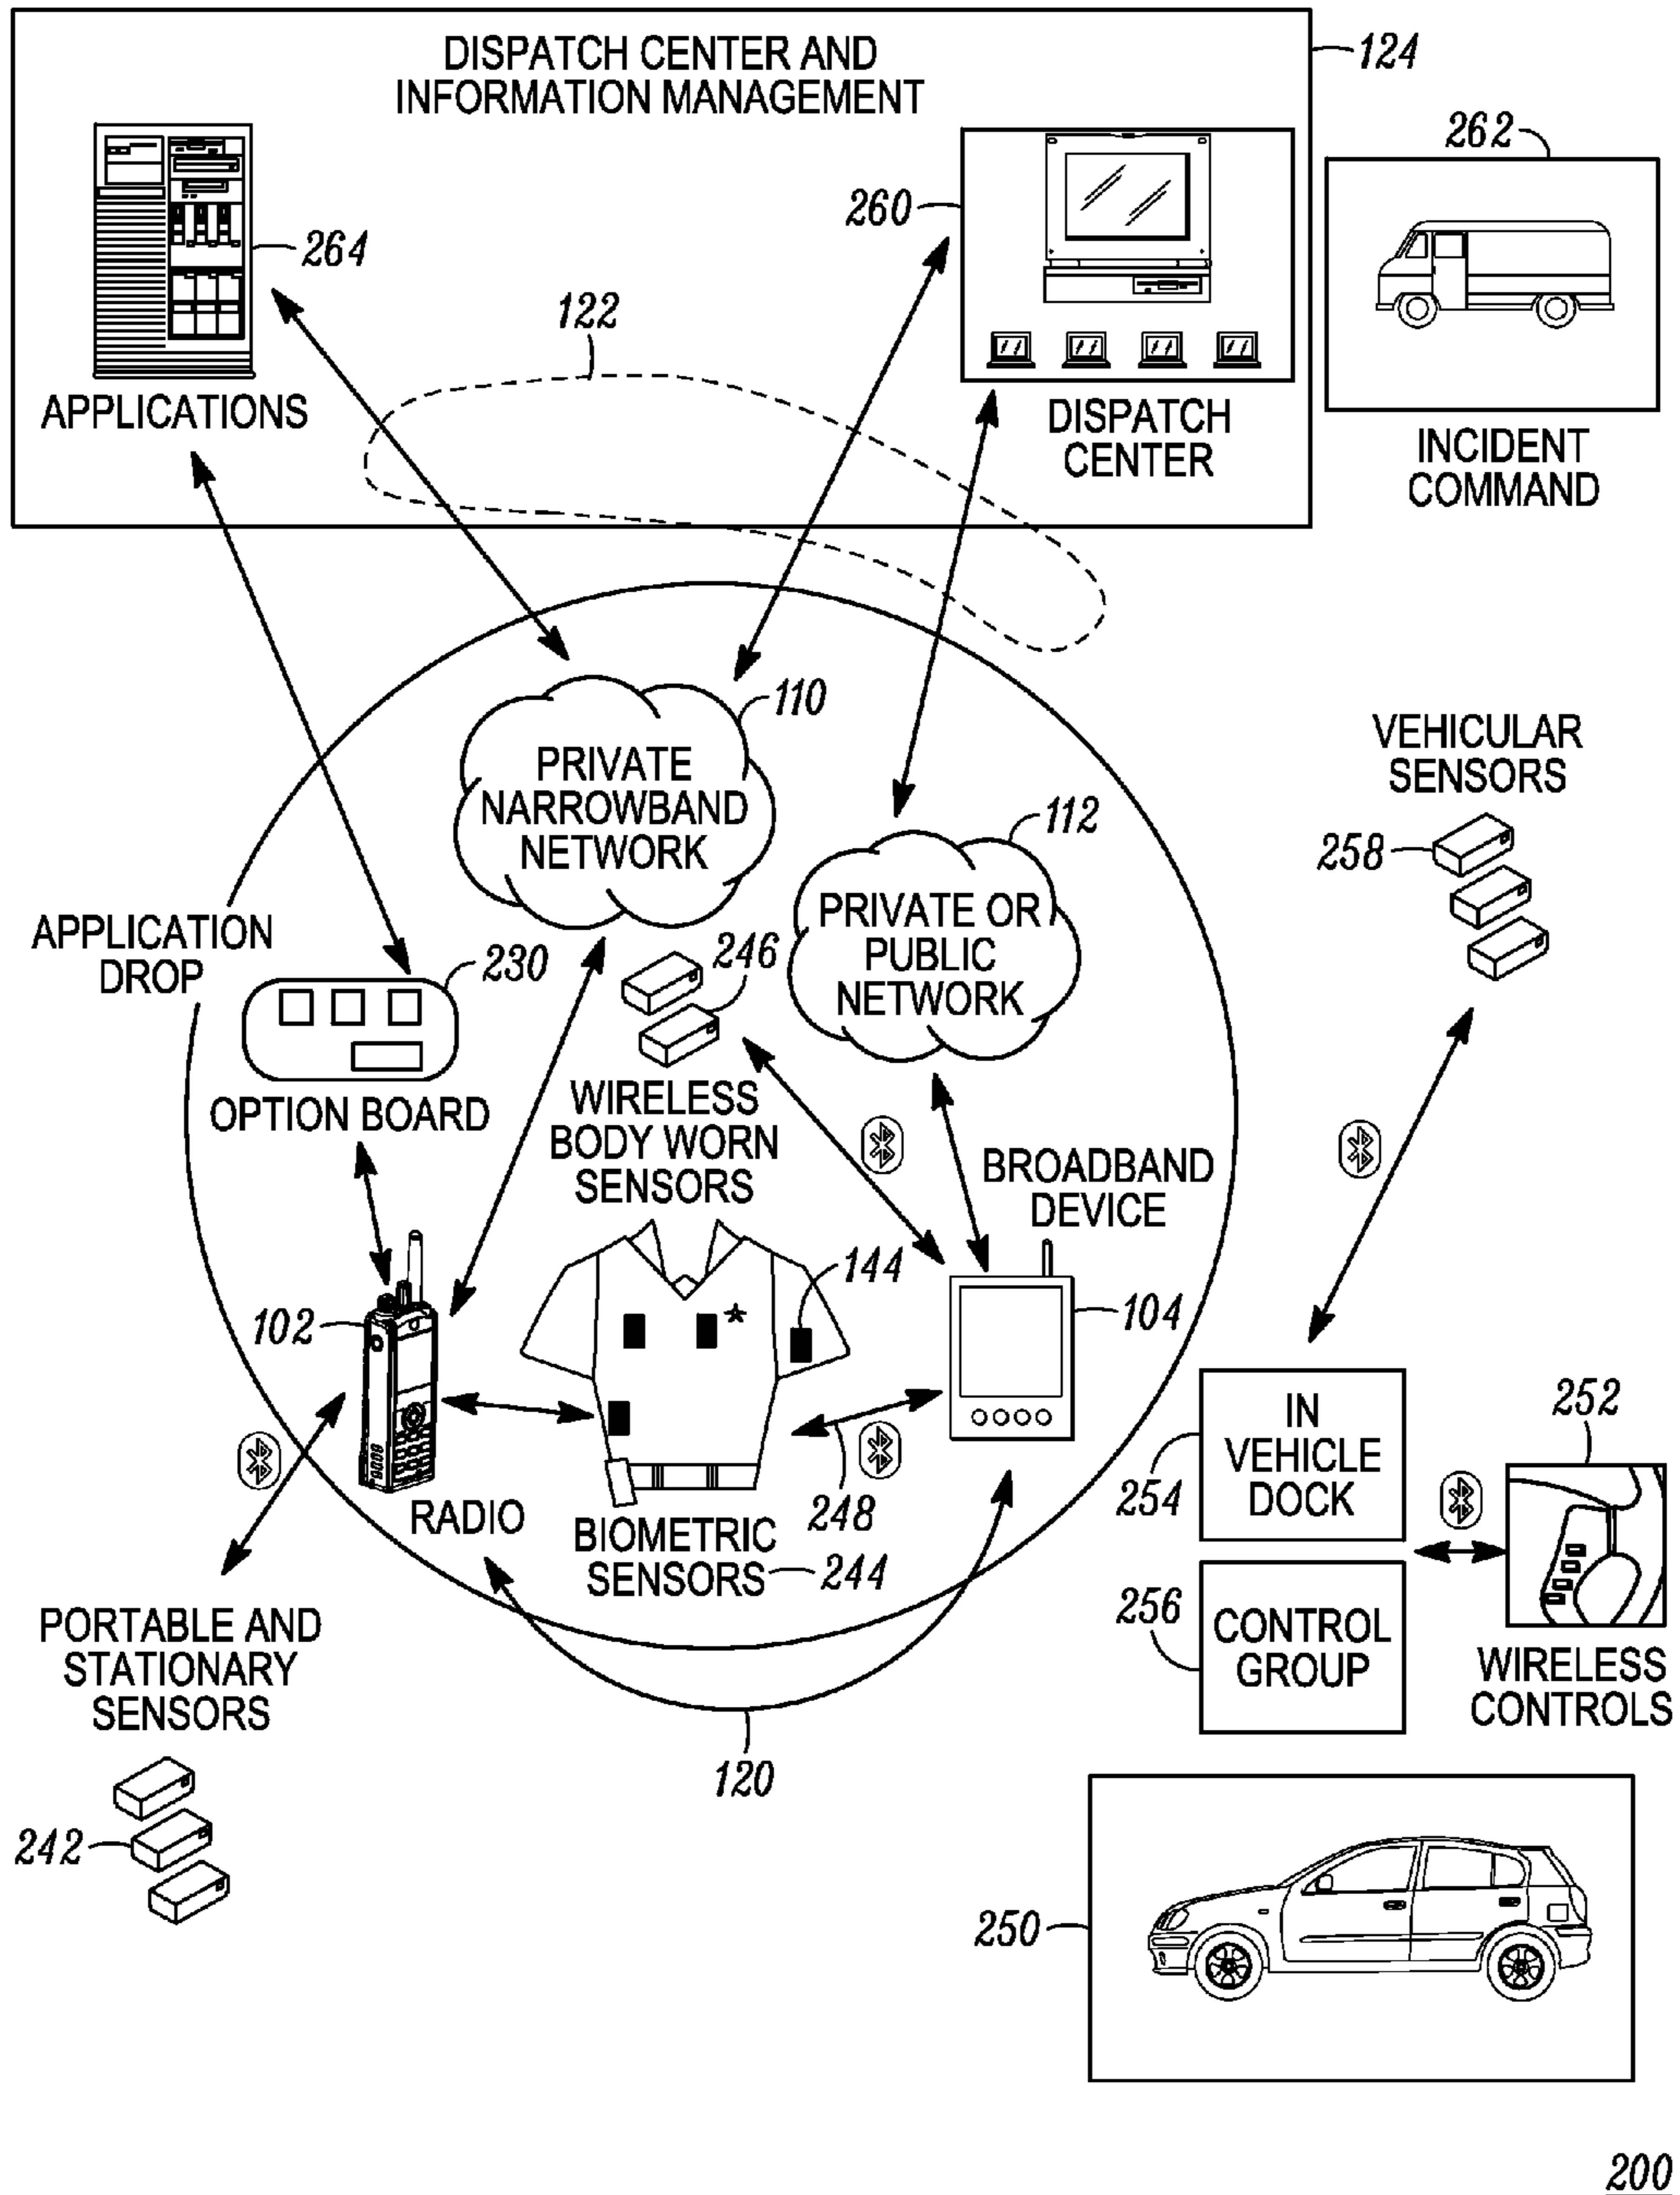 DISPATCH CENTER AND
INFORMATION MANAGEMENT
124
262
260
264
122
APPLICATIONS
DISPATCH
CENTER
INCIDENT
COMMAND
110
PRIVATE
NARROWBAND
NETWORK
VEHICULAR
SENSORS
112
258
PRIVATE OR
PUBLIC
NETWORK
APPLICATION
DROP
230
246
OPTION BOARD
WIRELESS
BODY WORN
SENSORS
BROADBAND
DEVICE
144
102
104
IN
VEHICLE
DOCK
252
254
248
RADIO
BIOMETRIC
SENSORS
244
256
CONTROL
GROUP
WIRELESS
CONTROLS
PORTABLE AND
STATIONARY
SENSORS
120
242
250
200